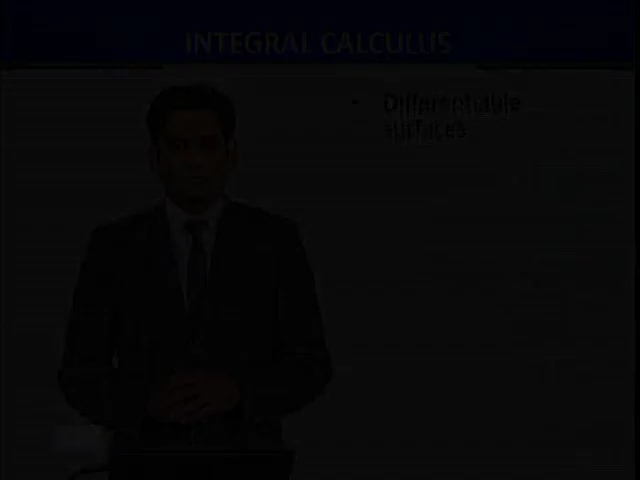 INTEGRAL CALCULUS
• Differentiable
surfaces